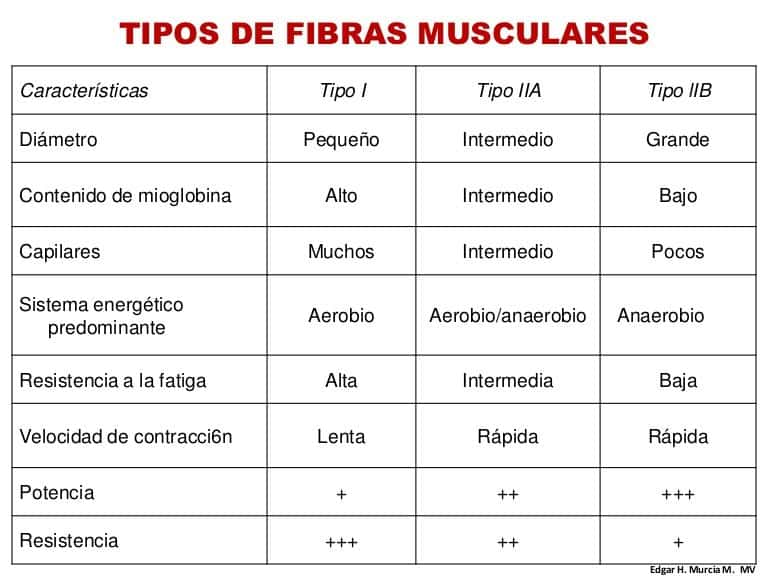 TIPOS DE FIBRAS MUSCULARES
Características Tipo I Tipo IIA Tipo IIB
Diámetro Pequeño Intermedio Grande
Contenido de mioglobina Alto Intermedio Bajo
Capilares Muchos Intermedio Pocos
Sistema energético
predominante Aerobio Aerobio/anaerobio Anaerobio
Resistencia a la fatiga Alta Intermedia Baja
Velocidad de contracci6n Lenta Rápida Rápida
Potencia + ++ +++
Resistencia +++ ++ +
Edgar H. Murcia M. MV